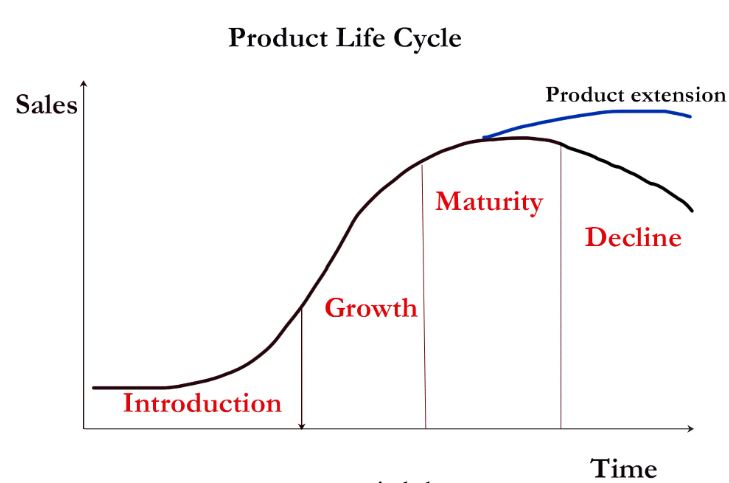 Product Life Cycle
Sales
Product extension
Maturity
Decline
Growth
Introduction
Time